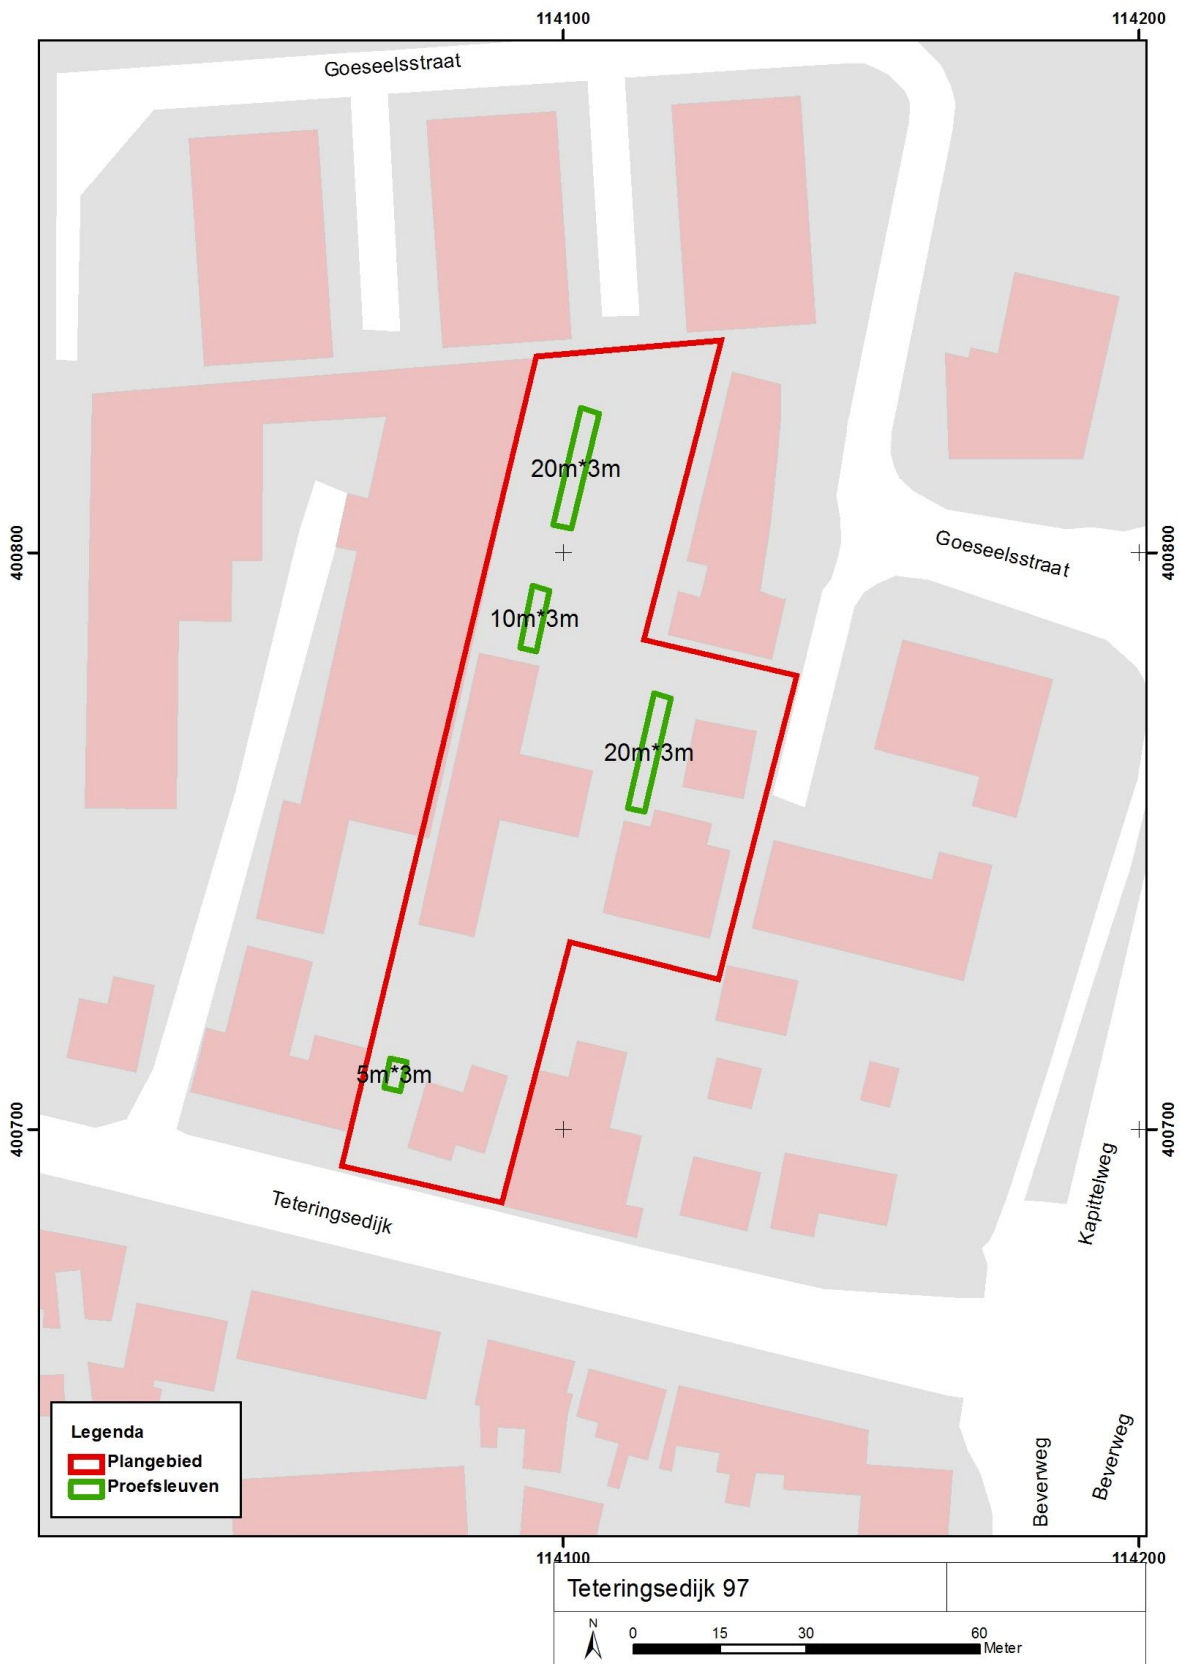 114100
114200
Goeseelsstraat
20m*3m
400800
400800
Goeseelsstraat
10m*3m
20m*3m
5m*3m
400700
400700
Kapittelweg
Teteringsedijk
Beverweg
Beverweg
Legenda
Plangebied
Proefsleuven
114100
114200
Teteringsedijk 97
N
0 15 30 60
Meter